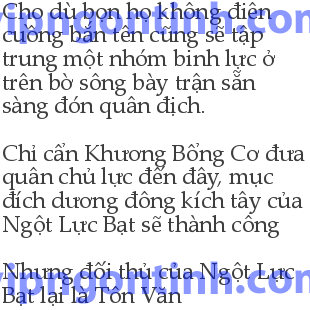 Cho dù bọn họ không điên
cuồng bắn tên cũng sẽ tập
trung một nhóm binh lực ở
trên bờ sông bày trận sẵn
sàng đón quân địch.
Chỉ cần Khương Bổng Cơ đưa
quân chủ lực đến đây, mục
đích dương đông kích tây của
Ngột Lực Bạt sẽ thành công
Nhưng đối thủ của Ngột Lực
Bạt lại là Tôn Văn